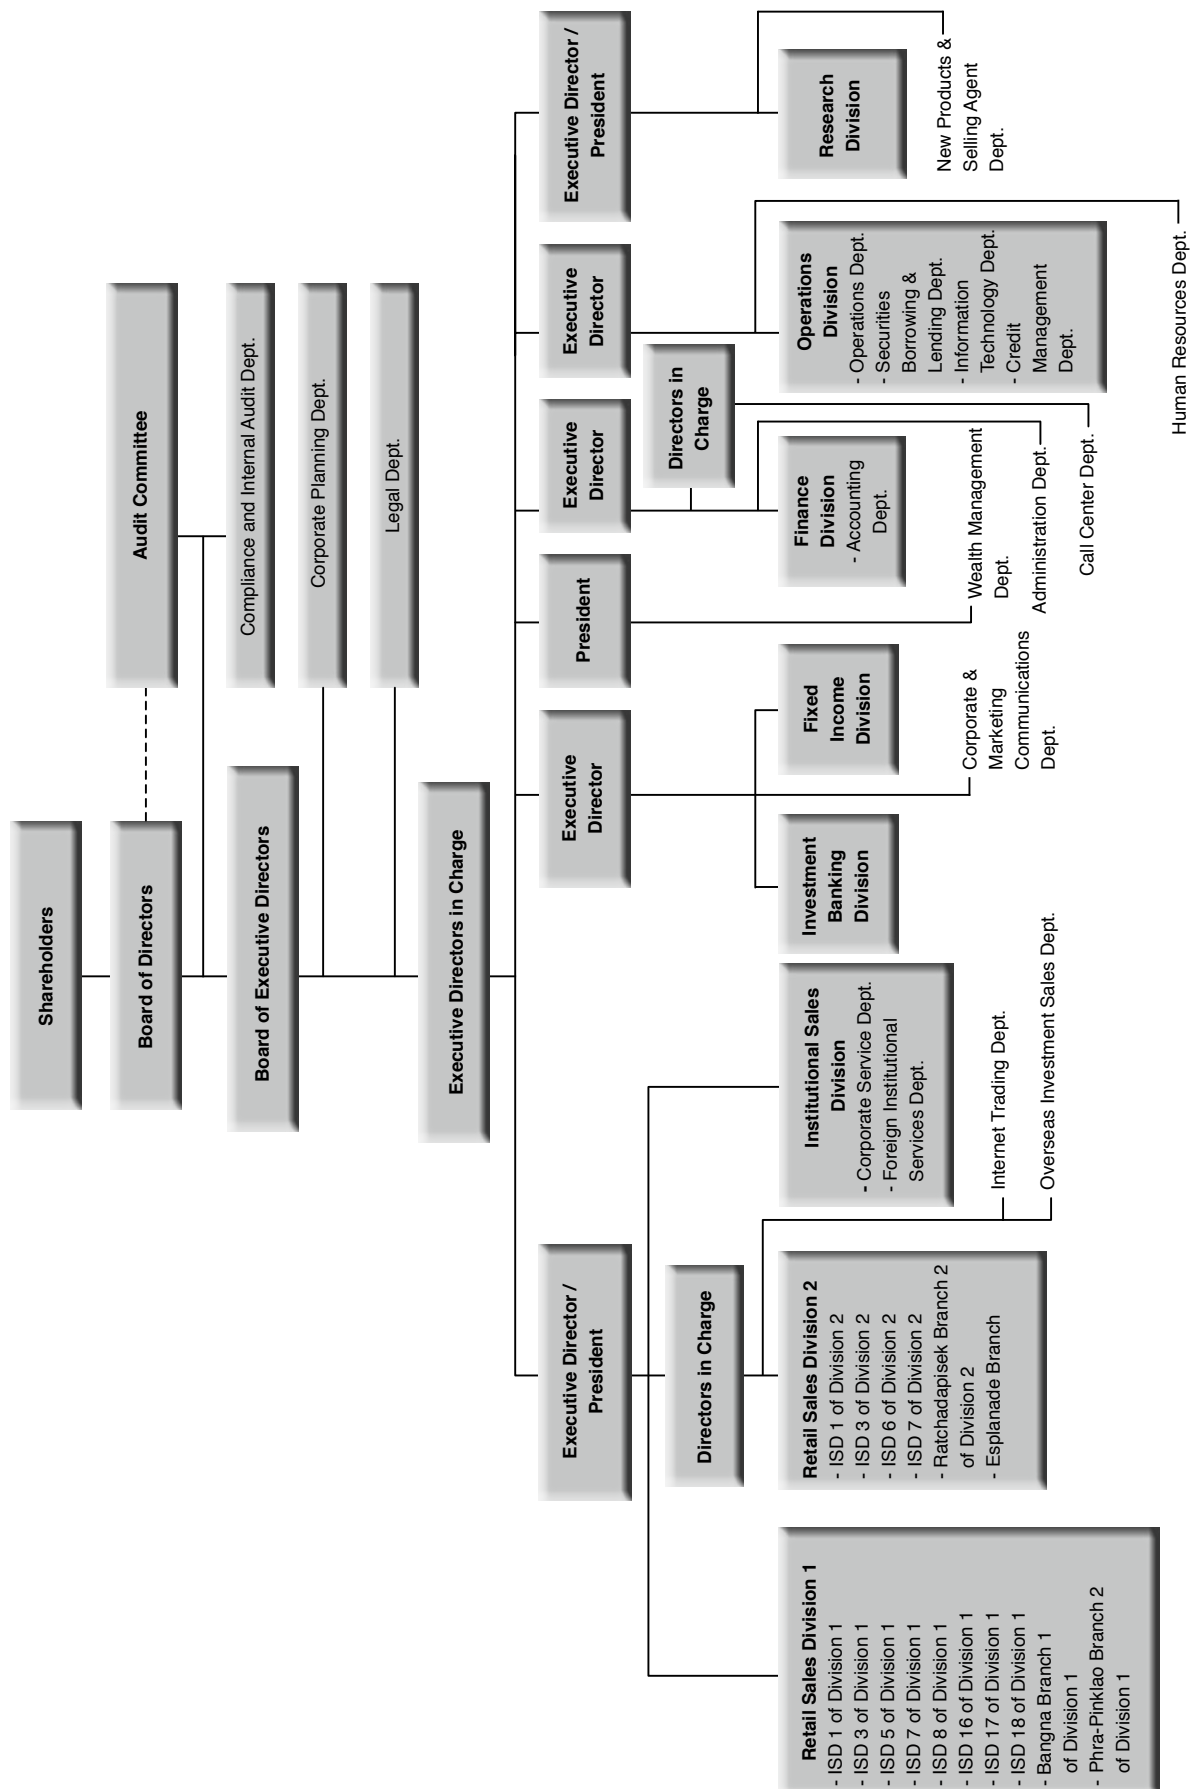 Shareholders
Board of Directors
Audit Committee
Compliance and Internal Audit Dept.
Board of Executive Directors
Corporate Planning Dept.
Legal Dept.
Executive Directors in Charge
Executive Director /
President
Executive
Director
President
Executive
Director
Executive
Director
Executive Director /
President
Directors in Charge
Directors in
Charge
Retail Sales Division 1
- ISD 1 of Division 1
- ISD 3 of Division 1
- ISD 5 of Division 1
- ISD 7 of Division 1
- ISD 8 of Division 1
- ISD 16 of Division 1
- ISD 17 of Division 1
- ISD 18 of Division 1
- Bangna Branch 1
of Division 1
- Phra-Pinklao Branch 2
of Division 1
Retail Sales Division 2
- ISD 1 of Division 2
- ISD 3 of Division 2
- ISD 6 of Division 2
- ISD 7 of Division 2
- Ratchadapisek Branch 2
of Division 2
- Esplanade Branch
Internet Trading Dept.
Overseas Investment Sales Dept.
Institutional Sales
Division
- Corporate Service Dept.
- Foreign Institutional
Services Dept.
Investment
Banking
Division
Fixed
Income
Division
Corporate &
Marketing
Communications
Dept.
Wealth Management
Dept.
Finance
Division
- Accounting
Dept.
Administration Dept.
Call Center Dept.
Operations
Division
- Operations Dept.
- Securities
Borrowing &
Lending Dept.
- Information
Technology Dept.
- Credit
Management
Dept.
Human Resources Dept.
Research
Division
New Products &
Selling Agent
Dept.